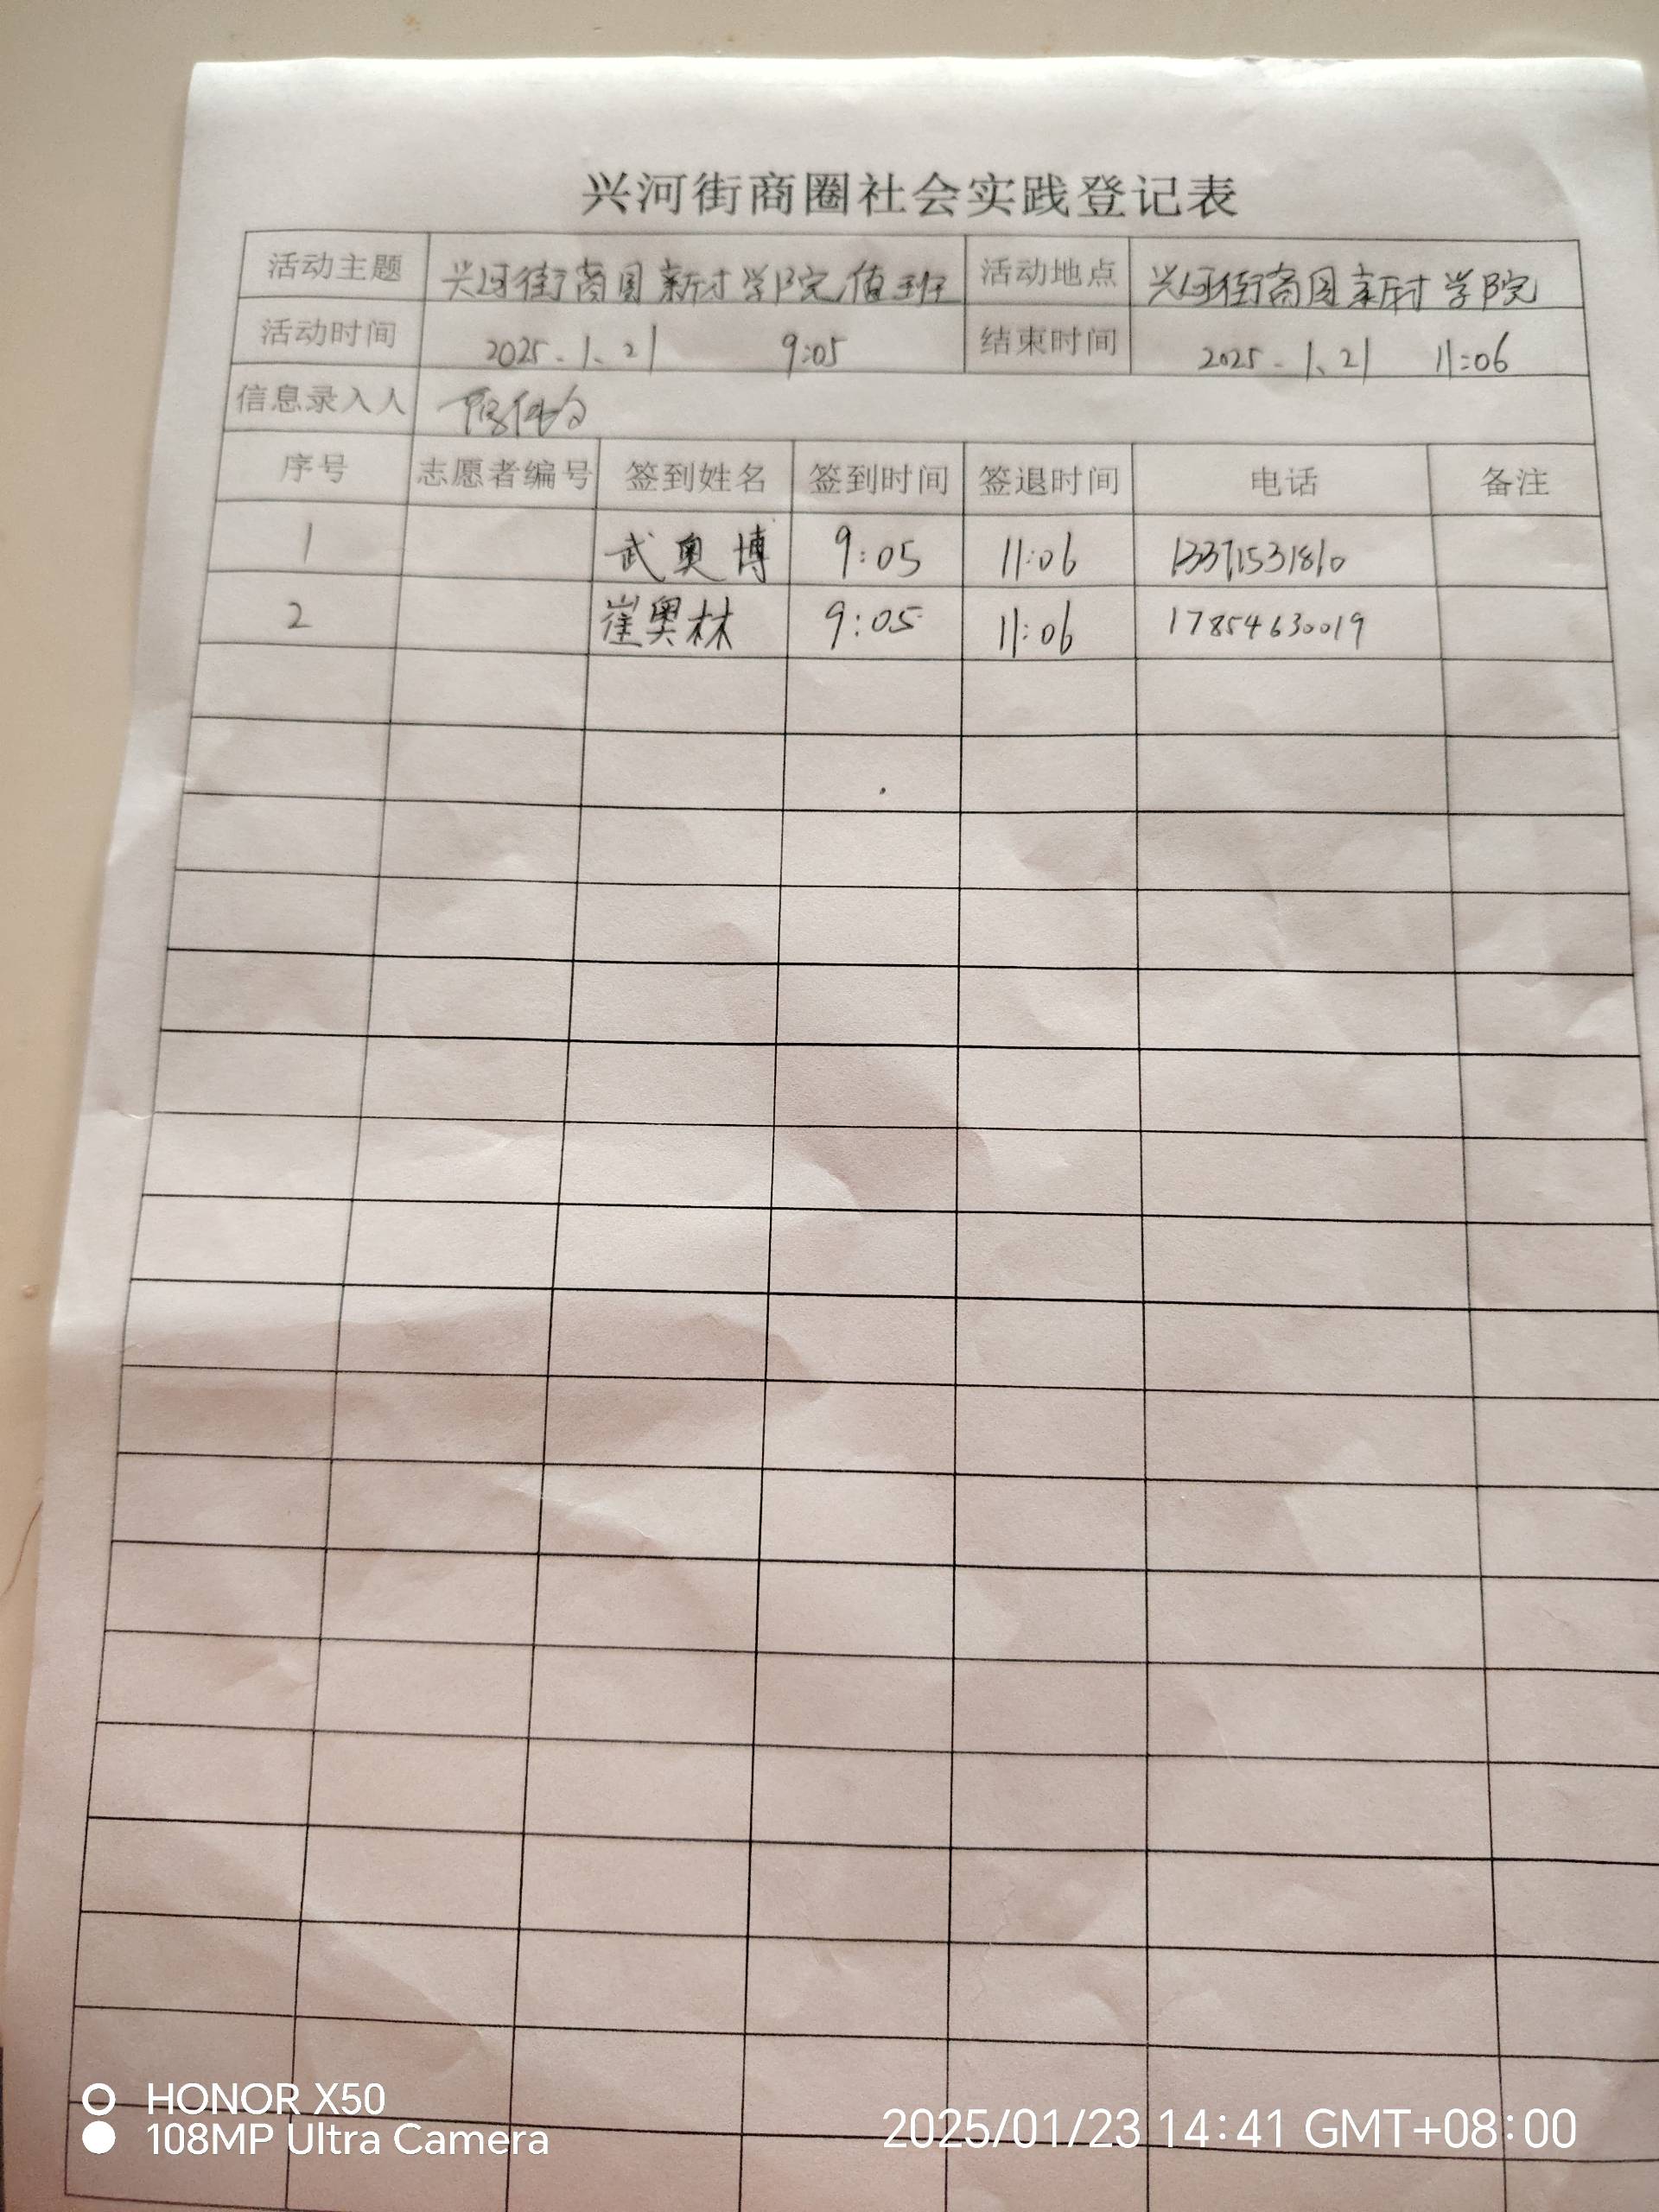 兴河街商圈社会实践登记表
活动主题 兴河街商圈新村学院值班 活动地点 兴河街商圈新村学院
活动时间 2025.1.21 9:05 结束时间 2025.1.21 11:06
信息录入人
序号 志愿者编号 签到姓名 签到时间 签退时间 电话 备注
1 武奥博 9:05 11:06 13371531810
2 崔奥林 9:05 11:06 17854630019
HONOR X50
108MP Ultra Camera
2025/01/23 14:41 GMT+08:00